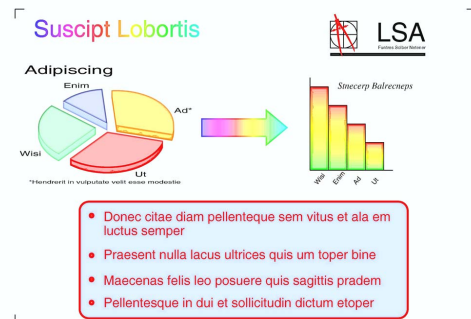 Suscipt Lobortis
LSA
Adipiscing
Enim
Ad*
Wisi
Ut
*Hendrerit in vulputate velit esse modestie
Snecerp Balrecneps
Wisi
Enim
Ad
Ut
Donec citae diam pellenteque sem vitus et ala em
luctus semper
Praesent nulla lacus ultrices quis um toper bine
Maecenas felis leo posuere quis sagittis pradem
Pellentesque in dui et sollicitudin dictum etoper